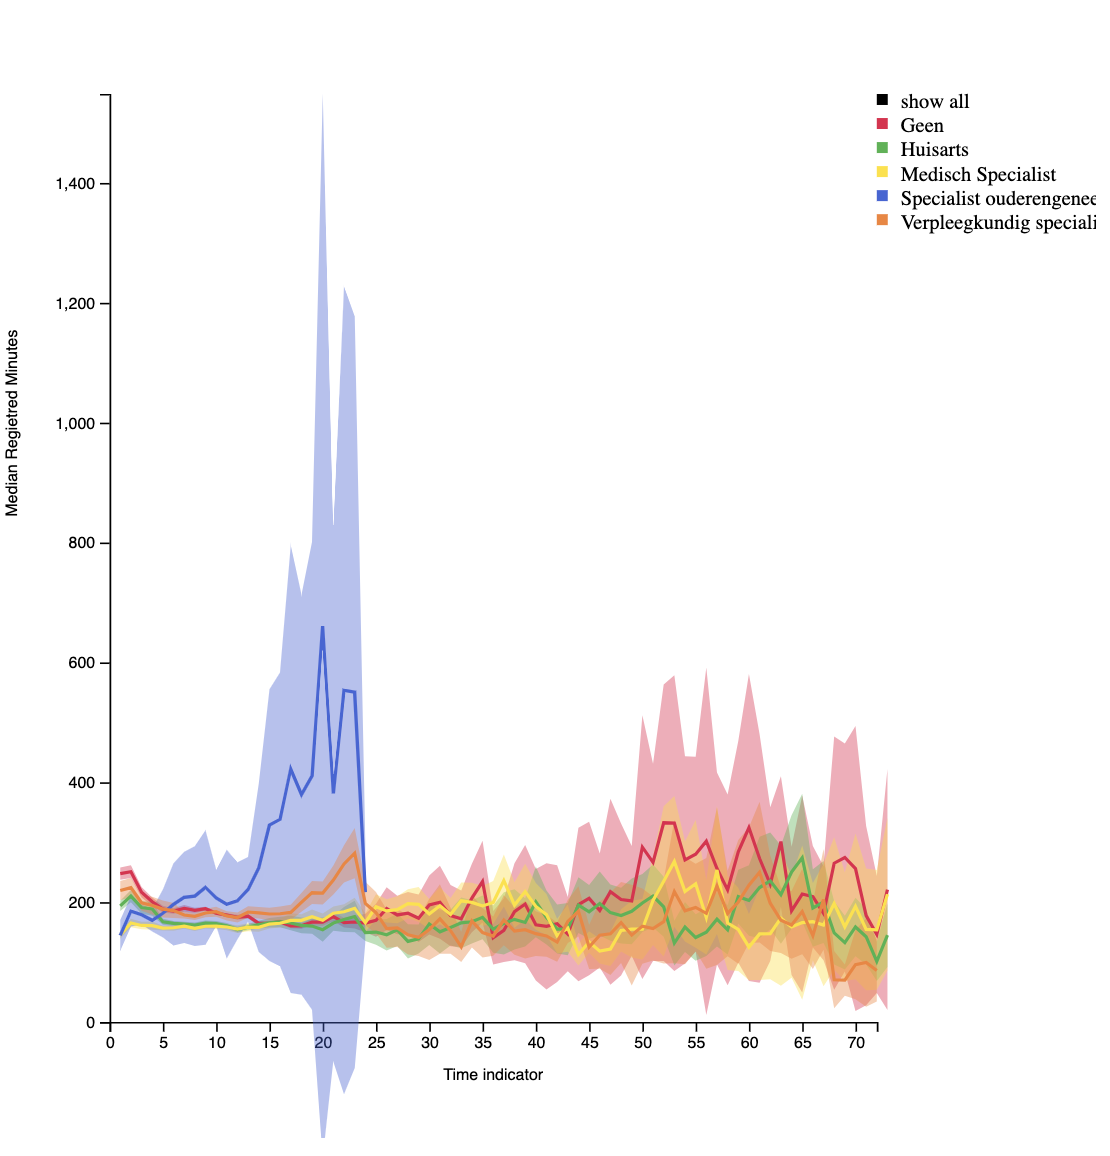 show all
Geen
Huisarts
Medisch Specialist
Specialist ouderengenee
Verpleegkundig speciali
1,400
1,200
1,000
800
600
400
200
0
Median Regietred Minutes
0 5 10 15 20 25 30 35 40 45 50 55 60 65 70
Time indicator